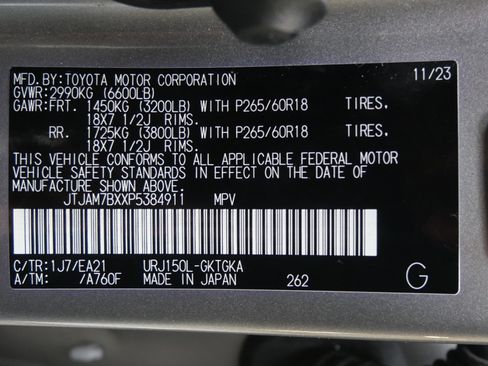 MFD.BY:TOYOTA MOTOR CORPORATION 11/23
GVWR:2990KG (6600LB)
GAWR:FRT. 1450KG (3200LB) WITH P265/60R18 TIRES.
18X7 1/2J RIMS.
RR. 1725KG (3800LB) WITH P265/60R18 TIRES,
18X7 1/2J RIMS.
THIS VEHICLE CONFORMS TO ALL APPLICABLE FEDERAL MOTOR
VEHICLE SAFETY STANDARDS IN EFFECT ON THE DATE OF
MANUFACTURE SHOWN ABOVE.
JTJAM7BXXP5384911 MPV
C/TR:1J7/EA21 URJ150L-GKTGKA
A/TM: /A760F MADE IN JAPAN 262 G